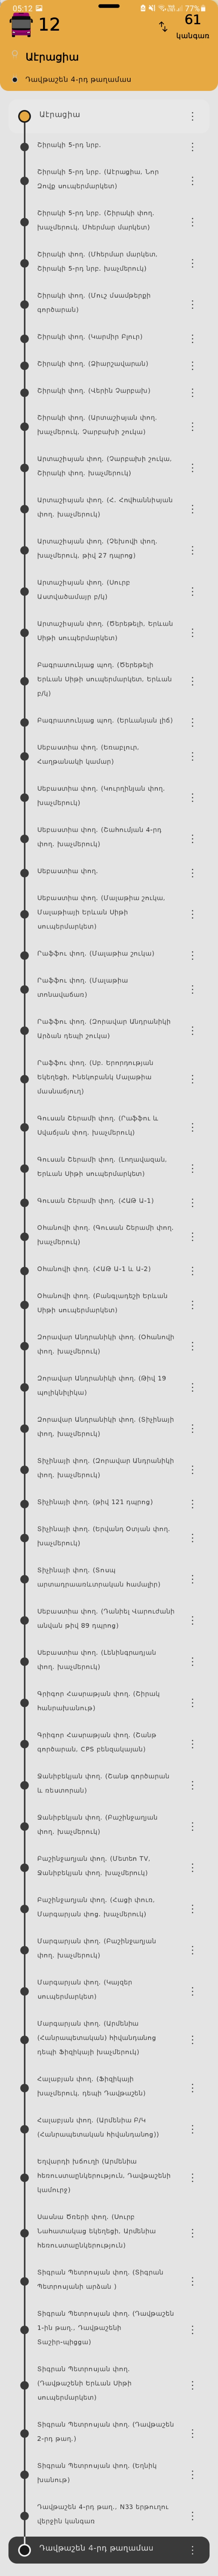 05:12
77%
12
61
կանգառ
Աէրացիա
Դավթաշեն 4-րդ թաղամաս
Աէրացիա
Շիրակի 5-րդ նրբ.
Շիրակի 5-րդ նրբ. (Աէրացիա, Նոր
Զովք սուպերմարկետ)
Շիրակի 5-րդ նրբ. (Շիրակի փող.
խաչմերուկ, Մհերմար մարկետ)
Շիրակի փող. (Մհերմար մարկետ,
Շիրակի 5-րդ նրբ. խաչմերուկ)
Շիրակի փող. (Մուշ մսամթերքի
գործարան)
Շիրակի փող. (Կարմիր Բլուր)
Շիրակի փող. (Ձիարշավարան)
Շիրակի փող. (Վերին Չարբախ)
Շիրակի փող. (Արտաշիսյան փող.
խաչմերուկ, Չարբախի շուկա)
Արտաշիսյան փող. (Չարբախի շուկա,
Շիրակի փող. խաչմերուկ)
Արտաշիսյան փող. (Հ. Հովհաննիսյան
փող. խաչմերուկ)
Արտաշիսյան փող. (Չեխովի փող.
խաչմերուկ, թիվ 27 դպրոց)
Արտաշիսյան փող. (Սուրբ
Աստվածամայր բ/կ)
Արտաշիսյան փող. (Ծերեթելի, Երևան
Սիթի սուպերմարկետ)
Բագրատունյաց պող. (Ծերեթելի
Երևան Սիթի սուպերմարկետ, Երևան
բ/կ)
Բագրատունյաց պող. (Երևանյան լիճ)
Սեբաստիա փող. (Եռաբլուր,
Հաղթանակի կամար)
Սեբաստիա փող. (Կուրղինյան փող.
խաչմերուկ)
Սեբաստիա փող. (Շահումյան 4-րդ
փող. խաչմերուկ)
Սեբաստիա փող.
Սեբաստիա փող. (Մալաթիա շուկա,
Մալաթիայի Երևան Սիթի
սուպերմարկետ)
Րաֆֆու փող. (Մալաթիա շուկա)
Րաֆֆու փող. (Մալաթիա
տոնավաճառ)
Րաֆֆու փող. (Զորավար Անդրանիկի
Արձան դեպի շուկա)
Րաֆֆու փող. (Սբ. Երրորդության
Եկեղեցի, Ինեկոբանկ Մալաթիա
մասնաճյուղ)
Գուսան Շերամի փող. (Րաֆֆու և
Սվաճյան փող. խաչմերուկ)
Գուսան Շերամի փող. (Լողավազան,
Երևան Սիթի սուպերմարկետ)
Գուսան Շերամի փող. (ՀԱԹ Ա-1)
Օհանովի փող. (Գուսան Շերամի փող.
խաչմերուկ)
Օհանովի փող. (ՀԱԹ Ա-1 և Ա-2)
Օհանովի փող. (Բանգլադեշի Երևան
Սիթի սուպերմարկետ)
Զորավար Անդրանիկի փող. (Օհանովի
փող. խաչմերուկ)
Զորավար Անդրանիկի փող. (Թիվ 19
պոլիկլինիկա)
Զորավար Անդրանիկի փող. (Տիչինայի
փող. խաչմերուկ)
Տիչինայի փող. (Զորավար Անդրանիկի
փող. խաչմերուկ)
Տիչինայի փող. (թիվ 121 դպրոց)
Տիչինայի փող. (Երվանդ Օտյան փող.
խաչմերուկ)
Տիչինայի փող. (Տոսպ
արտադրաառևտրական համալիր)
Սեբաստիա փող. (Դանիել Վարուժանի
անվան թիվ 89 դպրոց)
Սեբաստիա փող. (Լենինգրադյան
փող. խաչմերուկ)
Գրիգոր Հասրաթյան փող. (Շիրակ
հանրախանութ)
Գրիգոր Հասրաթյան փող. (Շանթ
գործարան, CPS բենզակայան)
Ջանիբեկյան փող. (Շանթ գործարան
և ռեստորան)
Ջանիբեկյան փող. (Բաշինջաղյան
փող. խաչմերուկ)
Բաշինջաղյան փող. (Մետեո TV,
Ջանիբեկյան փող. խաչմերուկ)
Բաշինջաղյան փող. (Հացի փուռ,
Մարգարյան փոց. խաչմերուկ)
Մարգարյան փող. (Բաշինջաղյան
փող. խաչմերուկ)
Մարգարյան փող. (Կայզեր
սուպերմարկետ)
Մարգարյան փող. (Արմենիա
(Հանրապետական) հիվանդանոց
դեպի Ֆիզիկայի խաչմերուկ)
Հալաբյան փող. (Ֆիզիկայի
խաչմերուկ, դեպի Դավթաշեն)
Հալաբյան փող. (Արմենիա Բ/Կ
(Հանրապետական հիվանդանոց))
Եղվարդի խճուղի (Արմենիա
հեռուստաընկերություն, Դավթաշենի
կամուրջ)
Սասնա Ծռերի փող. (Սուրբ
Նահատակաց եկեղեցի, Արմենիա
հեռուստաընկերություն)
Տիգրան Պետրոսյան փող. (Տիգրան
Պետրոսյանի արձան )
Տիգրան Պետրոսյան փող. (Դավթաշեն
1-ին թաղ., Դավթաշենի
Տաշիր-պիցցա)
Տիգրան Պետրոսյան փող.
(Դավթաշենի Երևան Սիթի
սուպերմարկետ)
Տիգրան Պետրոսյան փող. (Դավթաշեն
2-րդ թաղ.)
Տիգրան Պետրոսյան փող. (Եղնիկ
խանութ)
Դավթաշեն 4-րդ թաղ., N33 երթուղու
վերջին կանգառ
Դավթաշեն 4-րդ թաղամաս